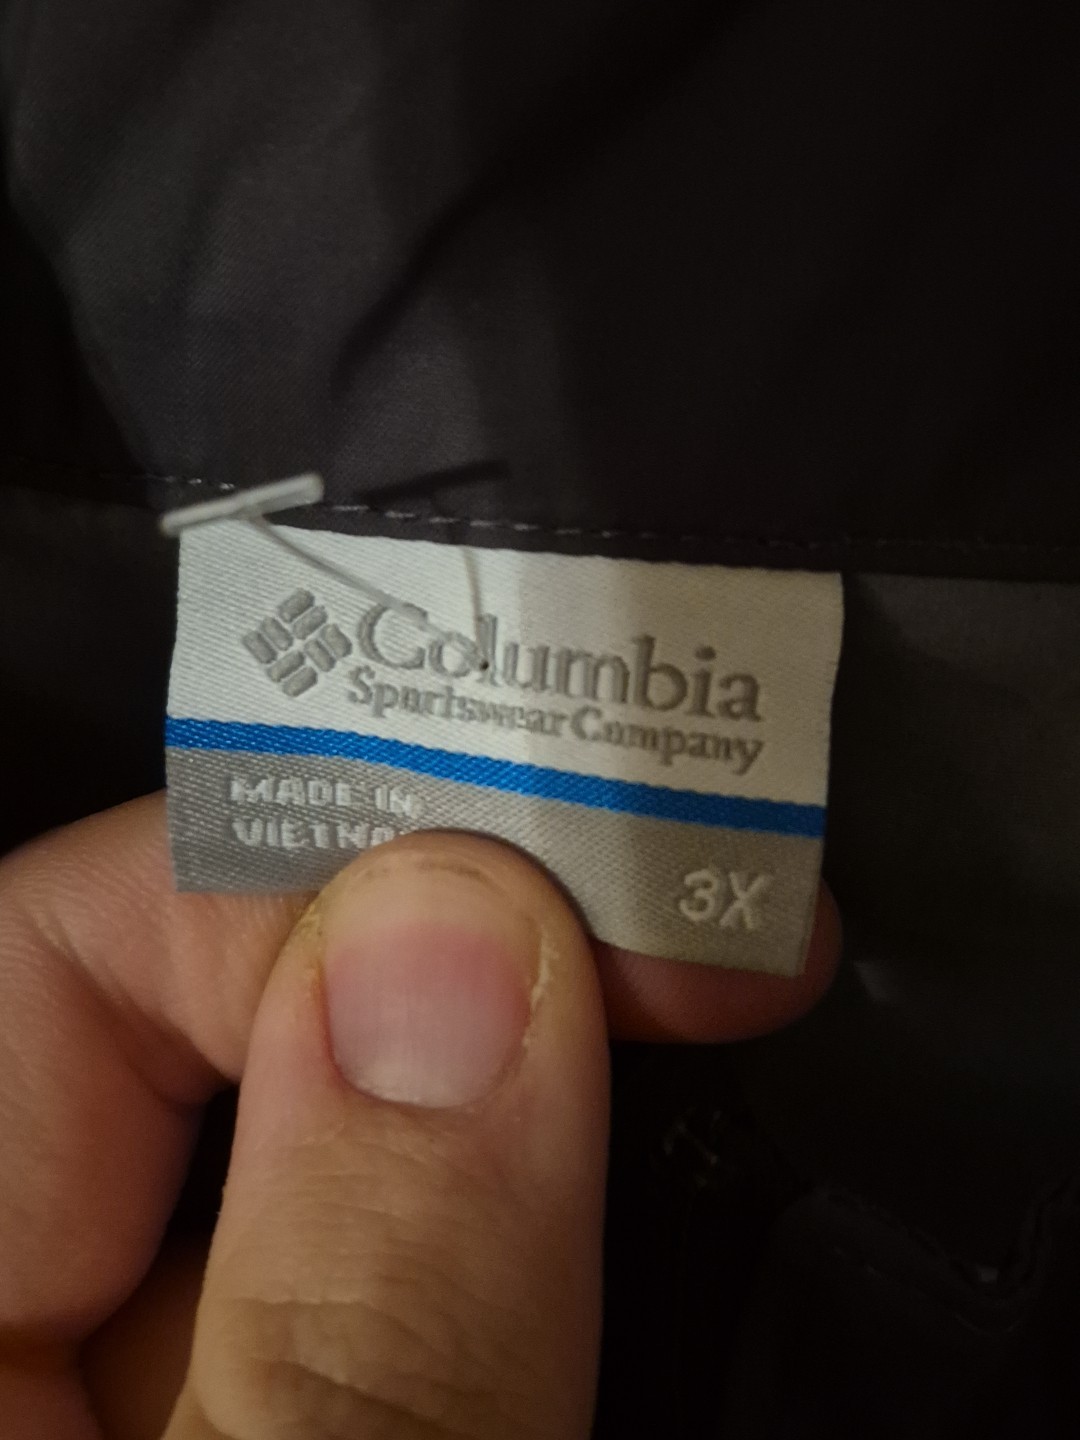 Columbia
Sportswear Company
MADE IN
3X